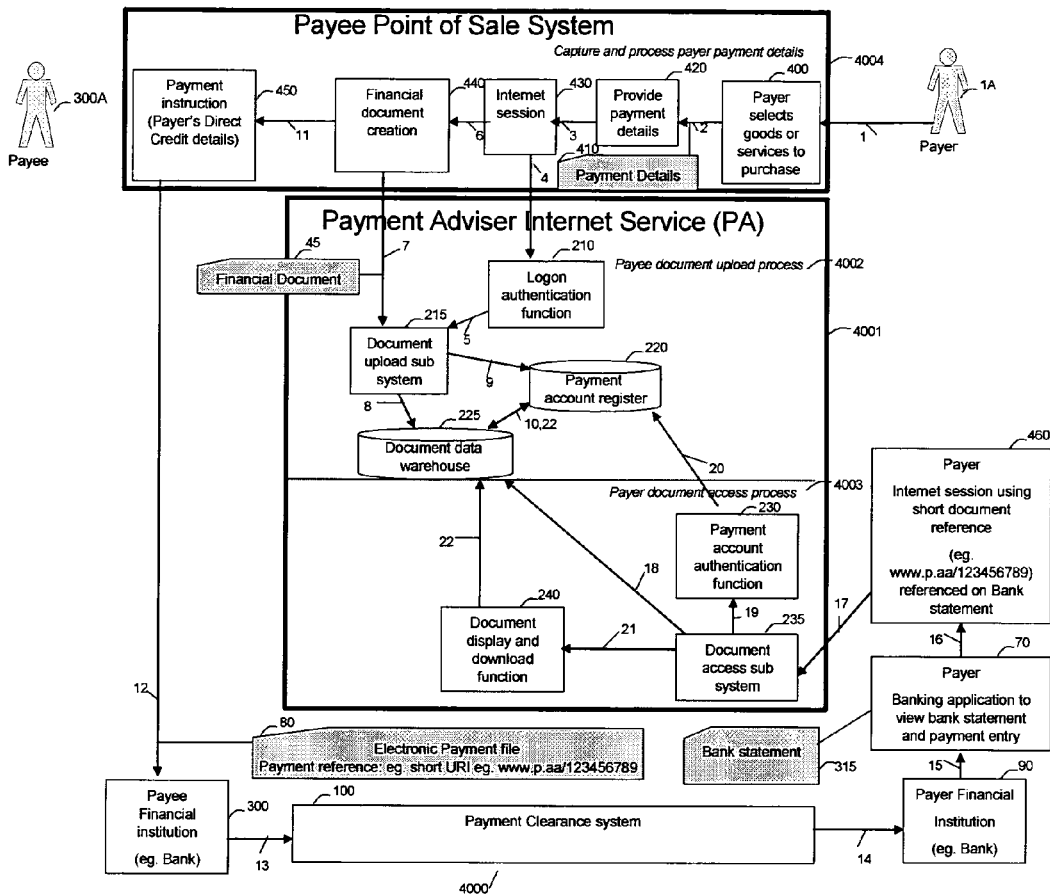 Payee Point of Sale System
Capture and process payer payment details
4004
300A
Payee
Payment
instruction
(Payer's Direct
Credit details)
450
11
Financial
document
creation
440
6
Internet
session
430
3
4
Provide
payment
details
420
2
410
Payment Details
Payer
selects
goods or
services to
purchase
400
1
1A
Payer
Payment Adviser Internet Service (PA)
Payee document upload process
4002
4001
45
Financial Document
7
Logon
authentication
function
210
5
215
Document
upload sub
system
9
8
220
Payment
account register
225
Document data
warehouse
10,22
20
Payer document access process
4003
230
Payment
account
authentication
function
22
18
19
240
Document
display and
download
function
21
235
Document
access sub
system
17
460
Payer
Internet session using
short document
reference
(eg.
www.p.aa/123456789)
referenced on Bank
statement
16
70
Payer
Banking application to
view bank statement
and payment entry
12
80
Electronic Payment file
Payment reference: eg. short URI eg. www.p.aa/123456789
Bank statement
315
15
90
Payee
Financial
institution
(eg. Bank)
300
13
100
Payment Clearance system
4000
14
Payer Financial
Institution
(eg. Bank)